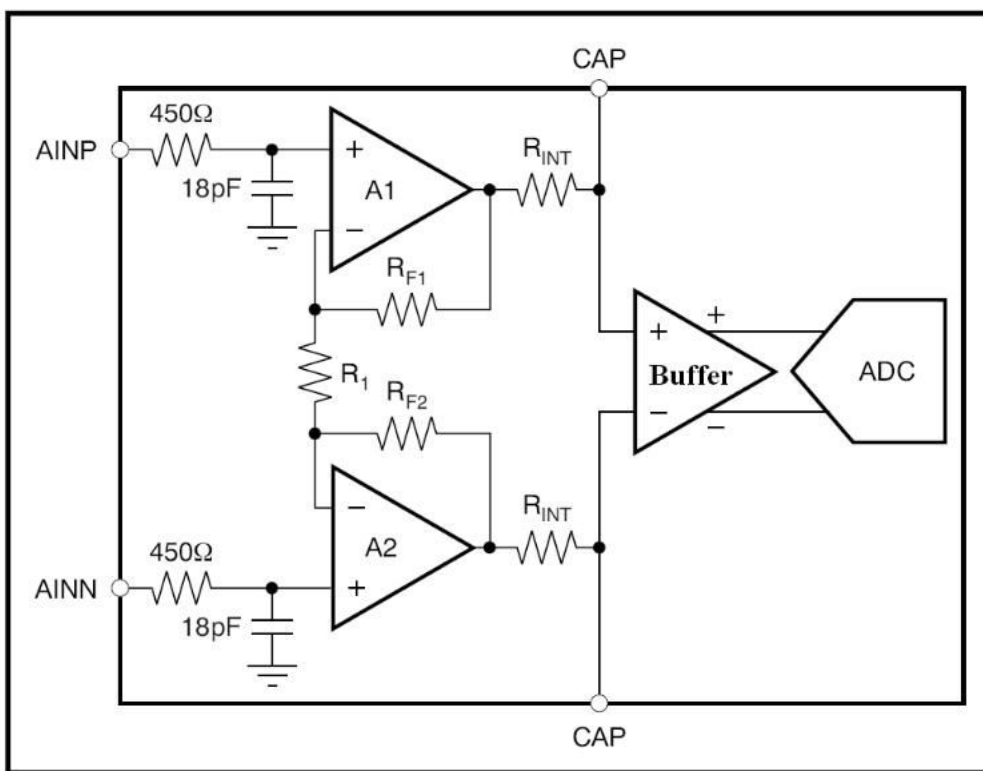 CAP
450Ω
AINP
18pF
+
A1
−
R_INT
R_F1
R_1
+
Buffer
−
+
−
ADC
R_F2
−
A2
+
R_INT
450Ω
AINN
18pF
CAP